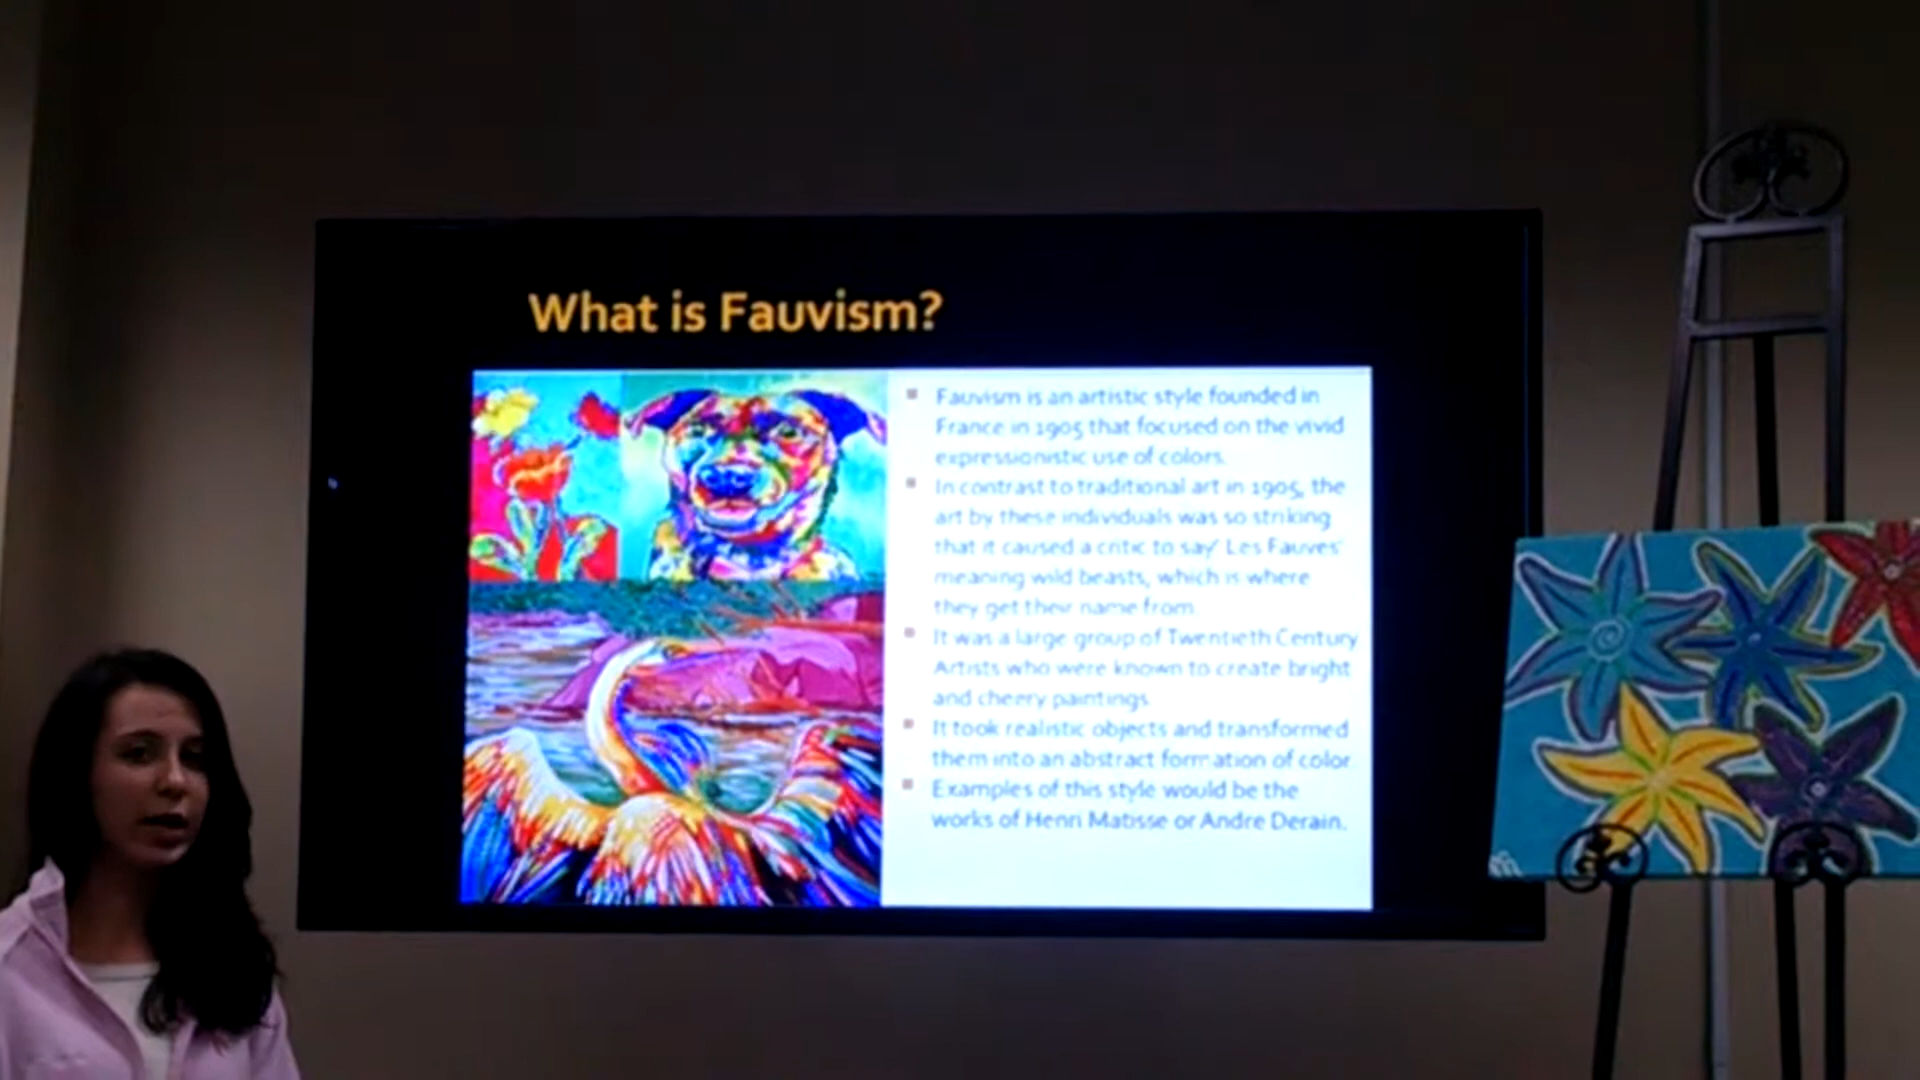 What is Fauvism?
Fauvism is an artistic style founded in
France in 1905 that focused on the vivid
expressionistic use of colors.
In contrast to traditional art in 1905, the
art by these individuals was so striking
that it caused a critic to say' Les Fauves'
meaning wild beasts, which is where
they get their name from.
It was a large group of Twentieth Century
Artists who were known to create bright
and cheery paintings.
It took realistic objects and transformed
them into an abstract formation of color.
Examples of this style would be the
works of Henri Matisse or Andre Derain.